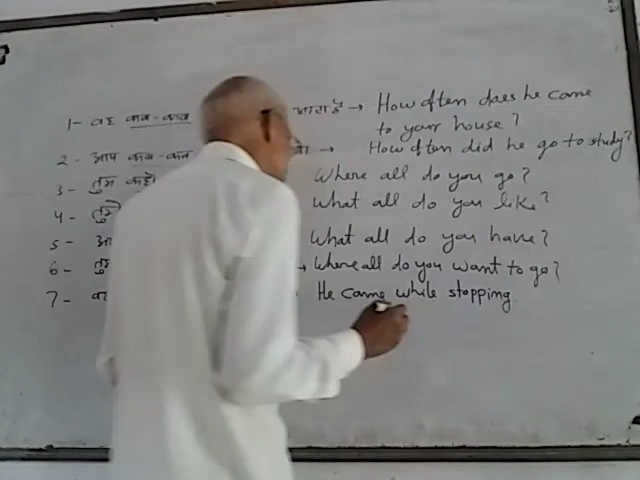 1- वह कब-कब आता है → How often does he come
to your house?
2- आप कब-कब → How often did he go to study?
3- तुम कहाँ Where all do you go?
4- What all do you like?
5- What all do you have?
6- तुम → Where all do you want to go?
7- वह He came while stopping.